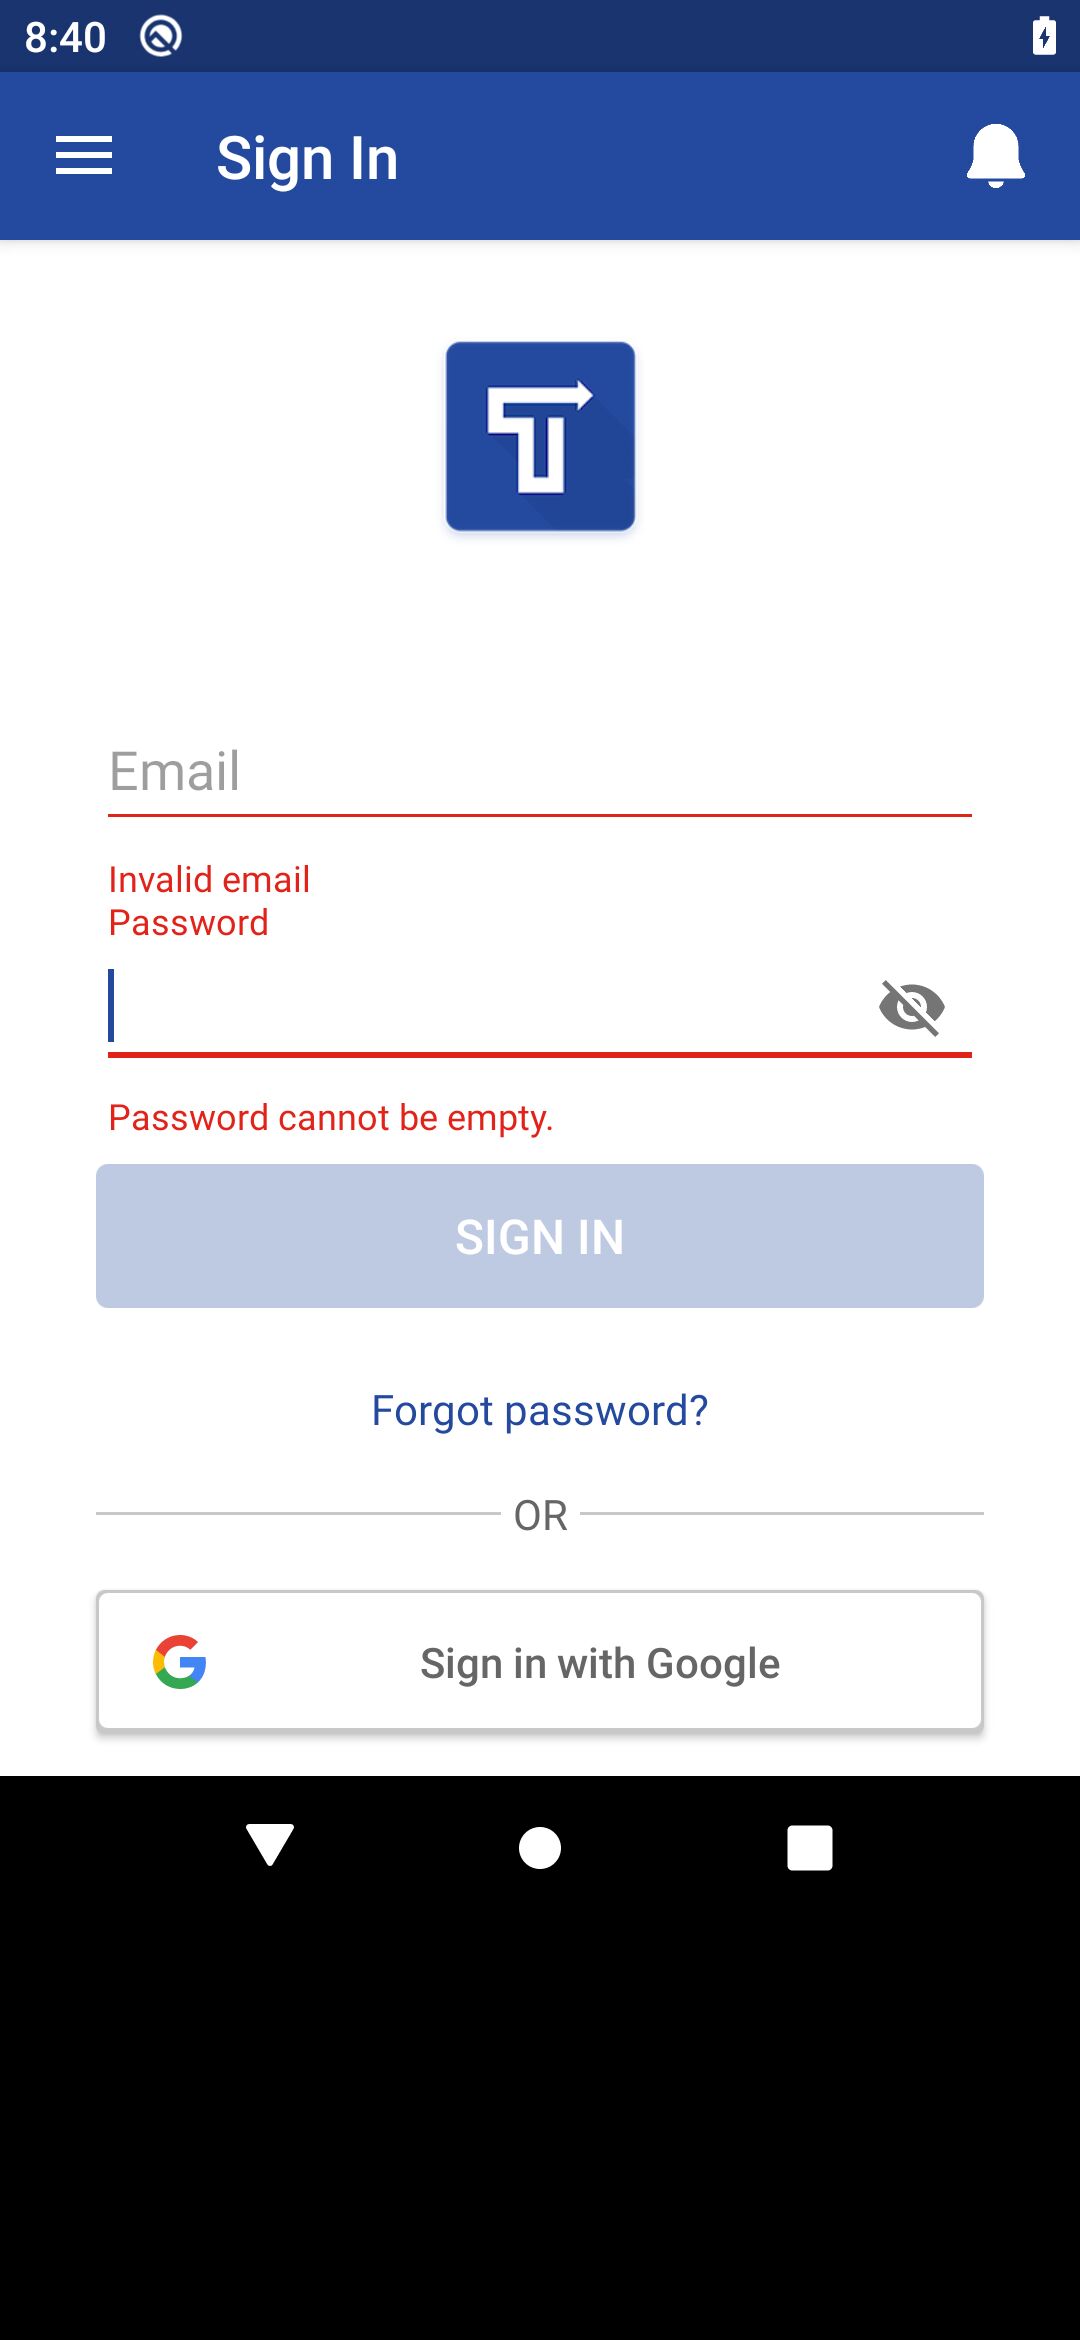 8:40
Sign In
Email
Invalid email
Password
Password cannot be empty.
SIGN IN
Forgot password?
OR
Sign in with Google